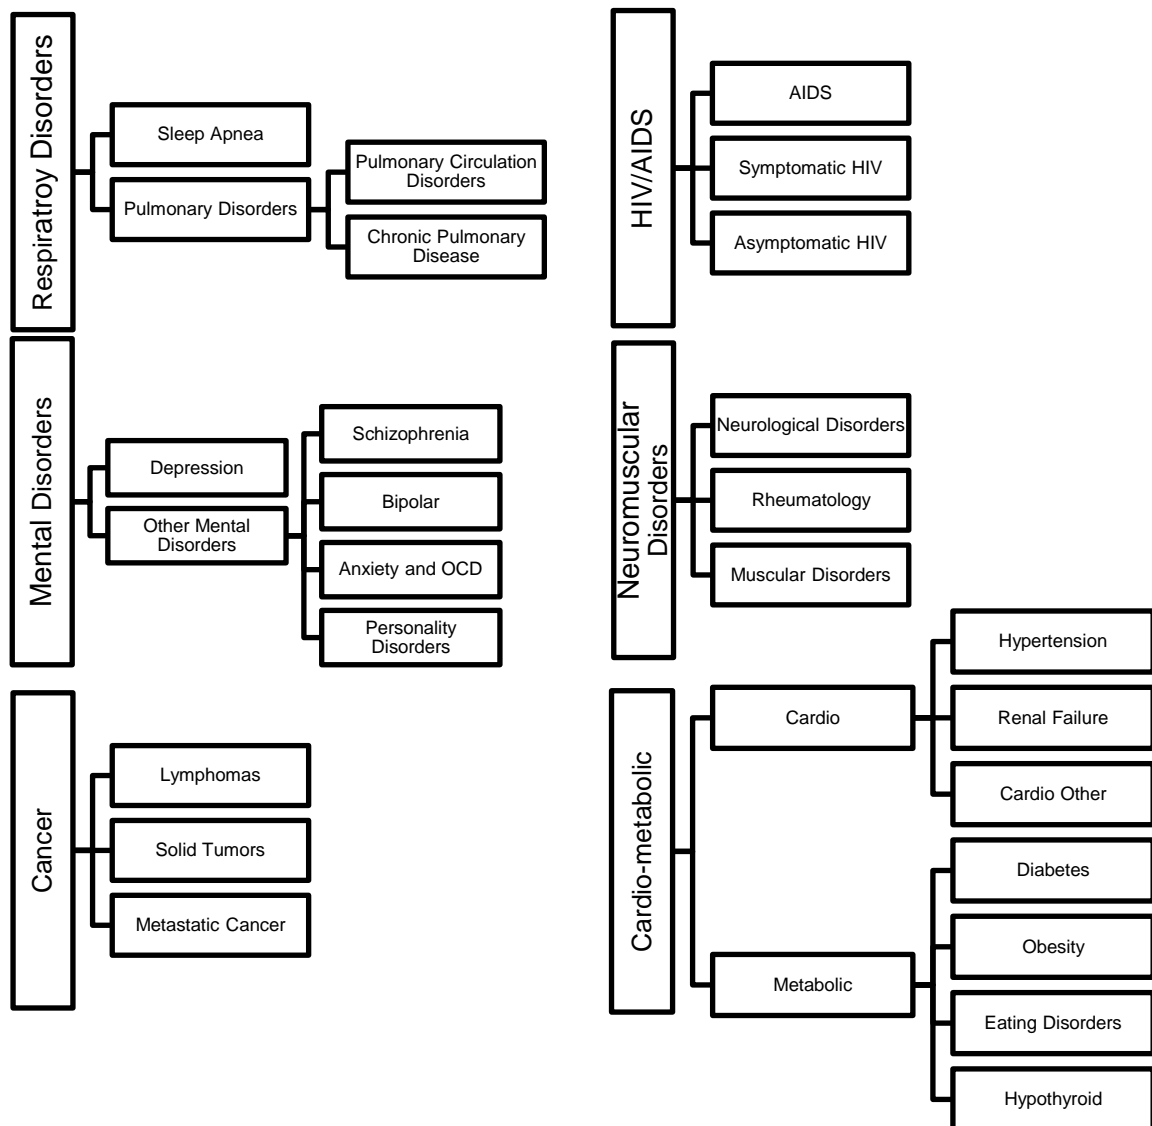 Respiratroy Disorders
Sleep Apnea
Pulmonary Disorders
Pulmonary Circulation
Disorders
Chronic Pulmonary
Disease
HIV/AIDS
AIDS
Symptomatic HIV
Asymptomatic HIV
Mental Disorders
Depression
Other Mental
Disorders
Schizophrenia
Bipolar
Anxiety and OCD
Personality
Disorders
Neuromuscular
Disorders
Neurological Disorders
Rheumatology
Muscular Disorders
Cancer
Lymphomas
Solid Tumors
Metastatic Cancer
Cardio-metabolic
Cardio
Hypertension
Renal Failure
Cardio Other
Metabolic
Diabetes
Obesity
Eating Disorders
Hypothyroid